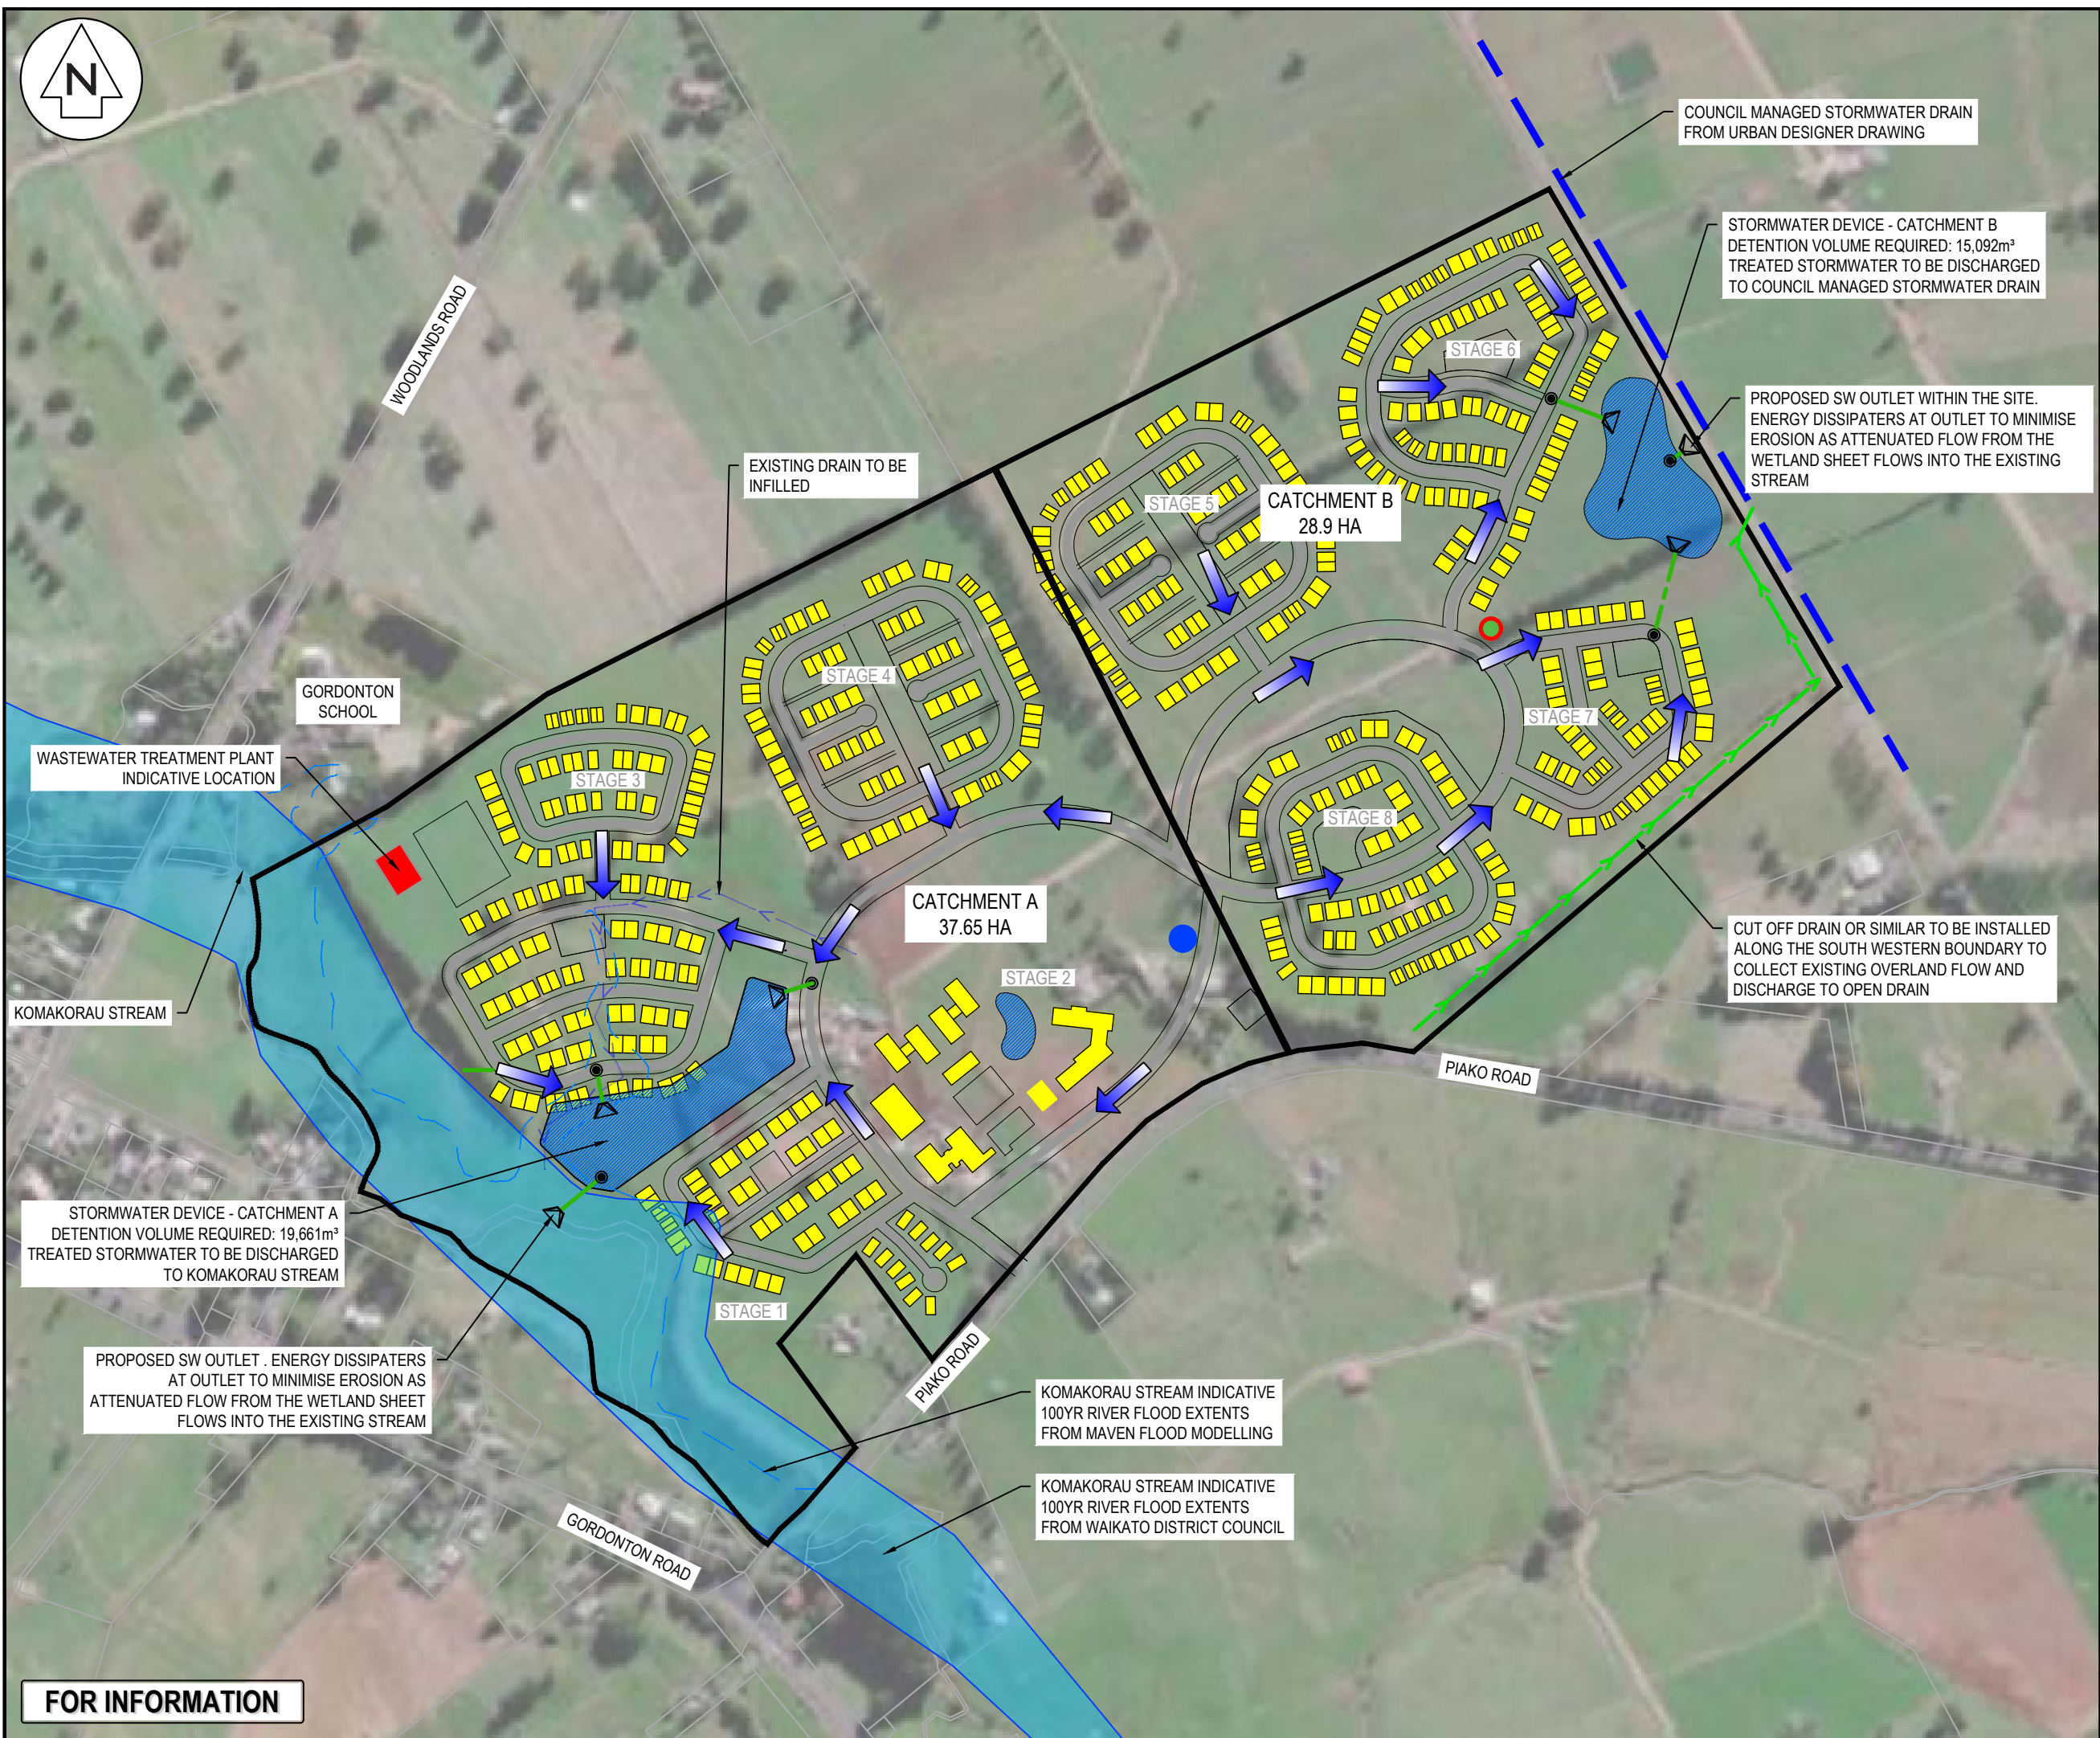 N
COUNCIL MANAGED STORMWATER DRAIN
FROM URBAN DESIGNER DRAWING
STORMWATER DEVICE - CATCHMENT B
DETENTION VOLUME REQUIRED: 15,092m³
TREATED STORMWATER TO BE DISCHARGED
TO COUNCIL MANAGED STORMWATER DRAIN
WOODLANDS ROAD
STAGE 6
PROPOSED SW OUTLET WITHIN THE SITE.
ENERGY DISSIPATERS AT OUTLET TO MINIMISE
EROSION AS ATTENUATED FLOW FROM THE
WETLAND SHEET FLOWS INTO THE EXISTING
STREAM
EXISTING DRAIN TO BE
INFILLED
STAGE 5
CATCHMENT B
28.9 HA
STAGE 4
GORDONTON
SCHOOL
STAGE 7
WASTEWATER TREATMENT PLANT
INDICATIVE LOCATION
STAGE 3
STAGE 8
CATCHMENT A
37.65 HA
CUT OFF DRAIN OR SIMILAR TO BE INSTALLED
ALONG THE SOUTH WESTERN BOUNDARY TO
COLLECT EXISTING OVERLAND FLOW AND
DISCHARGE TO OPEN DRAIN
STAGE 2
KOMAKORAU STREAM
PIAKO ROAD
STORMWATER DEVICE - CATCHMENT A
DETENTION VOLUME REQUIRED: 19,661m³
TREATED STORMWATER TO BE DISCHARGED
TO KOMAKORAU STREAM
STAGE 1
PROPOSED SW OUTLET . ENERGY DISSIPATERS
AT OUTLET TO MINIMISE EROSION AS
ATTENUATED FLOW FROM THE WETLAND SHEET
FLOWS INTO THE EXISTING STREAM
PIAKO ROAD
KOMAKORAU STREAM INDICATIVE
100YR RIVER FLOOD EXTENTS
FROM MAVEN FLOOD MODELLING
KOMAKORAU STREAM INDICATIVE
100YR RIVER FLOOD EXTENTS
FROM WAIKATO DISTRICT COUNCIL
GORDONTON ROAD
FOR INFORMATION